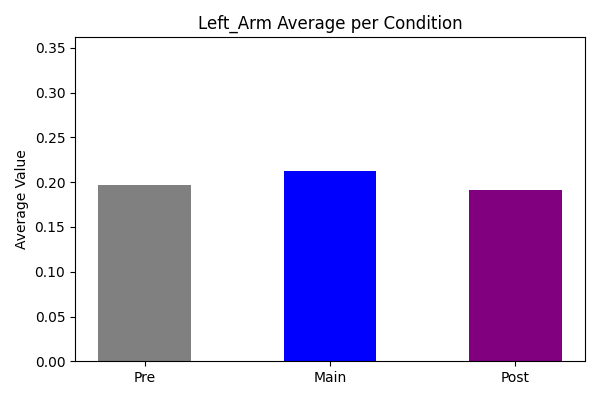 Left_Arm Average per Condition
Average Value
0.35
0.30
0.25
0.20
0.15
0.10
0.05
0.00
Pre
Main
Post